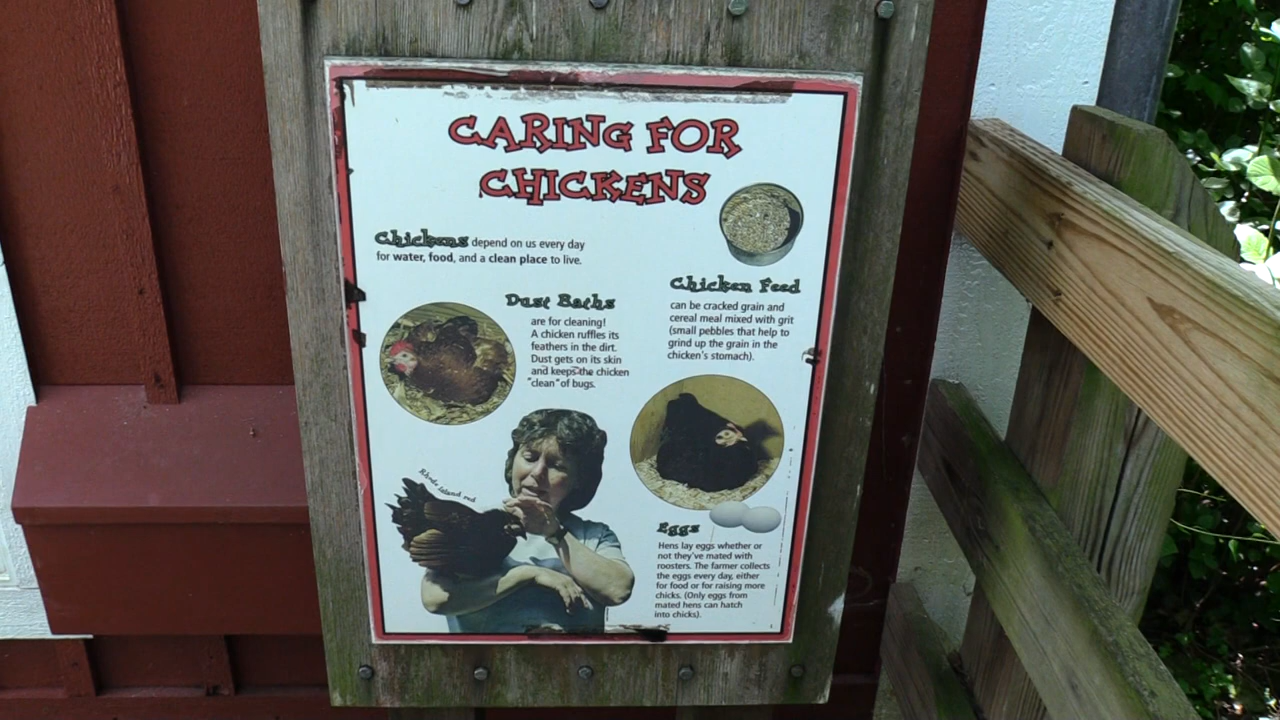 CARING FOR
CHICKENS
Chickens depend on us every day
for water, food, and a clean place to live.
Dust Baths
are for cleaning!
A chicken ruffles its
feathers in the dirt.
Dust gets on its skin
and keeps the chicken
"clean" of bugs.
Chicken Feed
can be cracked grain and
cereal meal mixed with grit
(small pebbles that help to
grind up the grain in the
chicken's stomach).
Rhode island red
Eggs
Hens lay eggs whether or
not they've mated with
roosters. The farmer collects
the eggs every day, either
for food or for raising more
chicks. (Only eggs from
mated hens can hatch
into chicks).